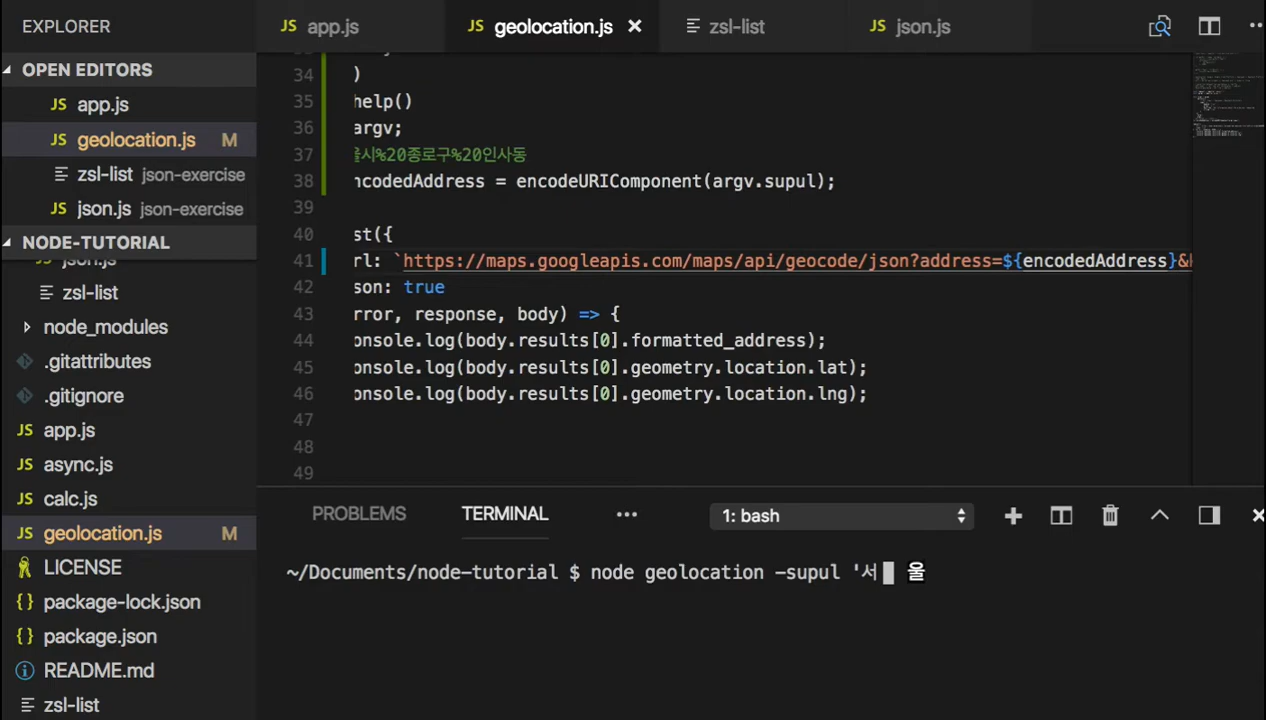 EXPLORER
JS app.js
JS geolocation.js
zsl-list
JS json.js
OPEN EDITORS
JS app.js
JS geolocation.js M
zsl-list json-exercise
JS json.js json-exercise
NODE-TUTORIAL
json.js
zsl-list
node_modules
.gitattributes
.gitignore
JS app.js
JS async.js
JS calc.js
JS geolocation.js M
LICENSE
package-lock.json
package.json
README.md
zsl-list
34 )
35 help()
36 argv;
37 울시%20종로구%20인사동
38 ncodedAddress = encodeURIComponent(argv.supul);
39
40 st({
41 rl: `https://maps.googleapis.com/maps/api/geocode/json?address=${encodedAddress}&
42 son: true
43 rror, response, body) => {
44 onsole.log(body.results[0].formatted_address);
45 onsole.log(body.results[0].geometry.location.lat);
46 onsole.log(body.results[0].geometry.location.lng);
47
48
49
PROBLEMS
TERMINAL
1: bash
~/Documents/node-tutorial $ node geolocation -supul '서 울